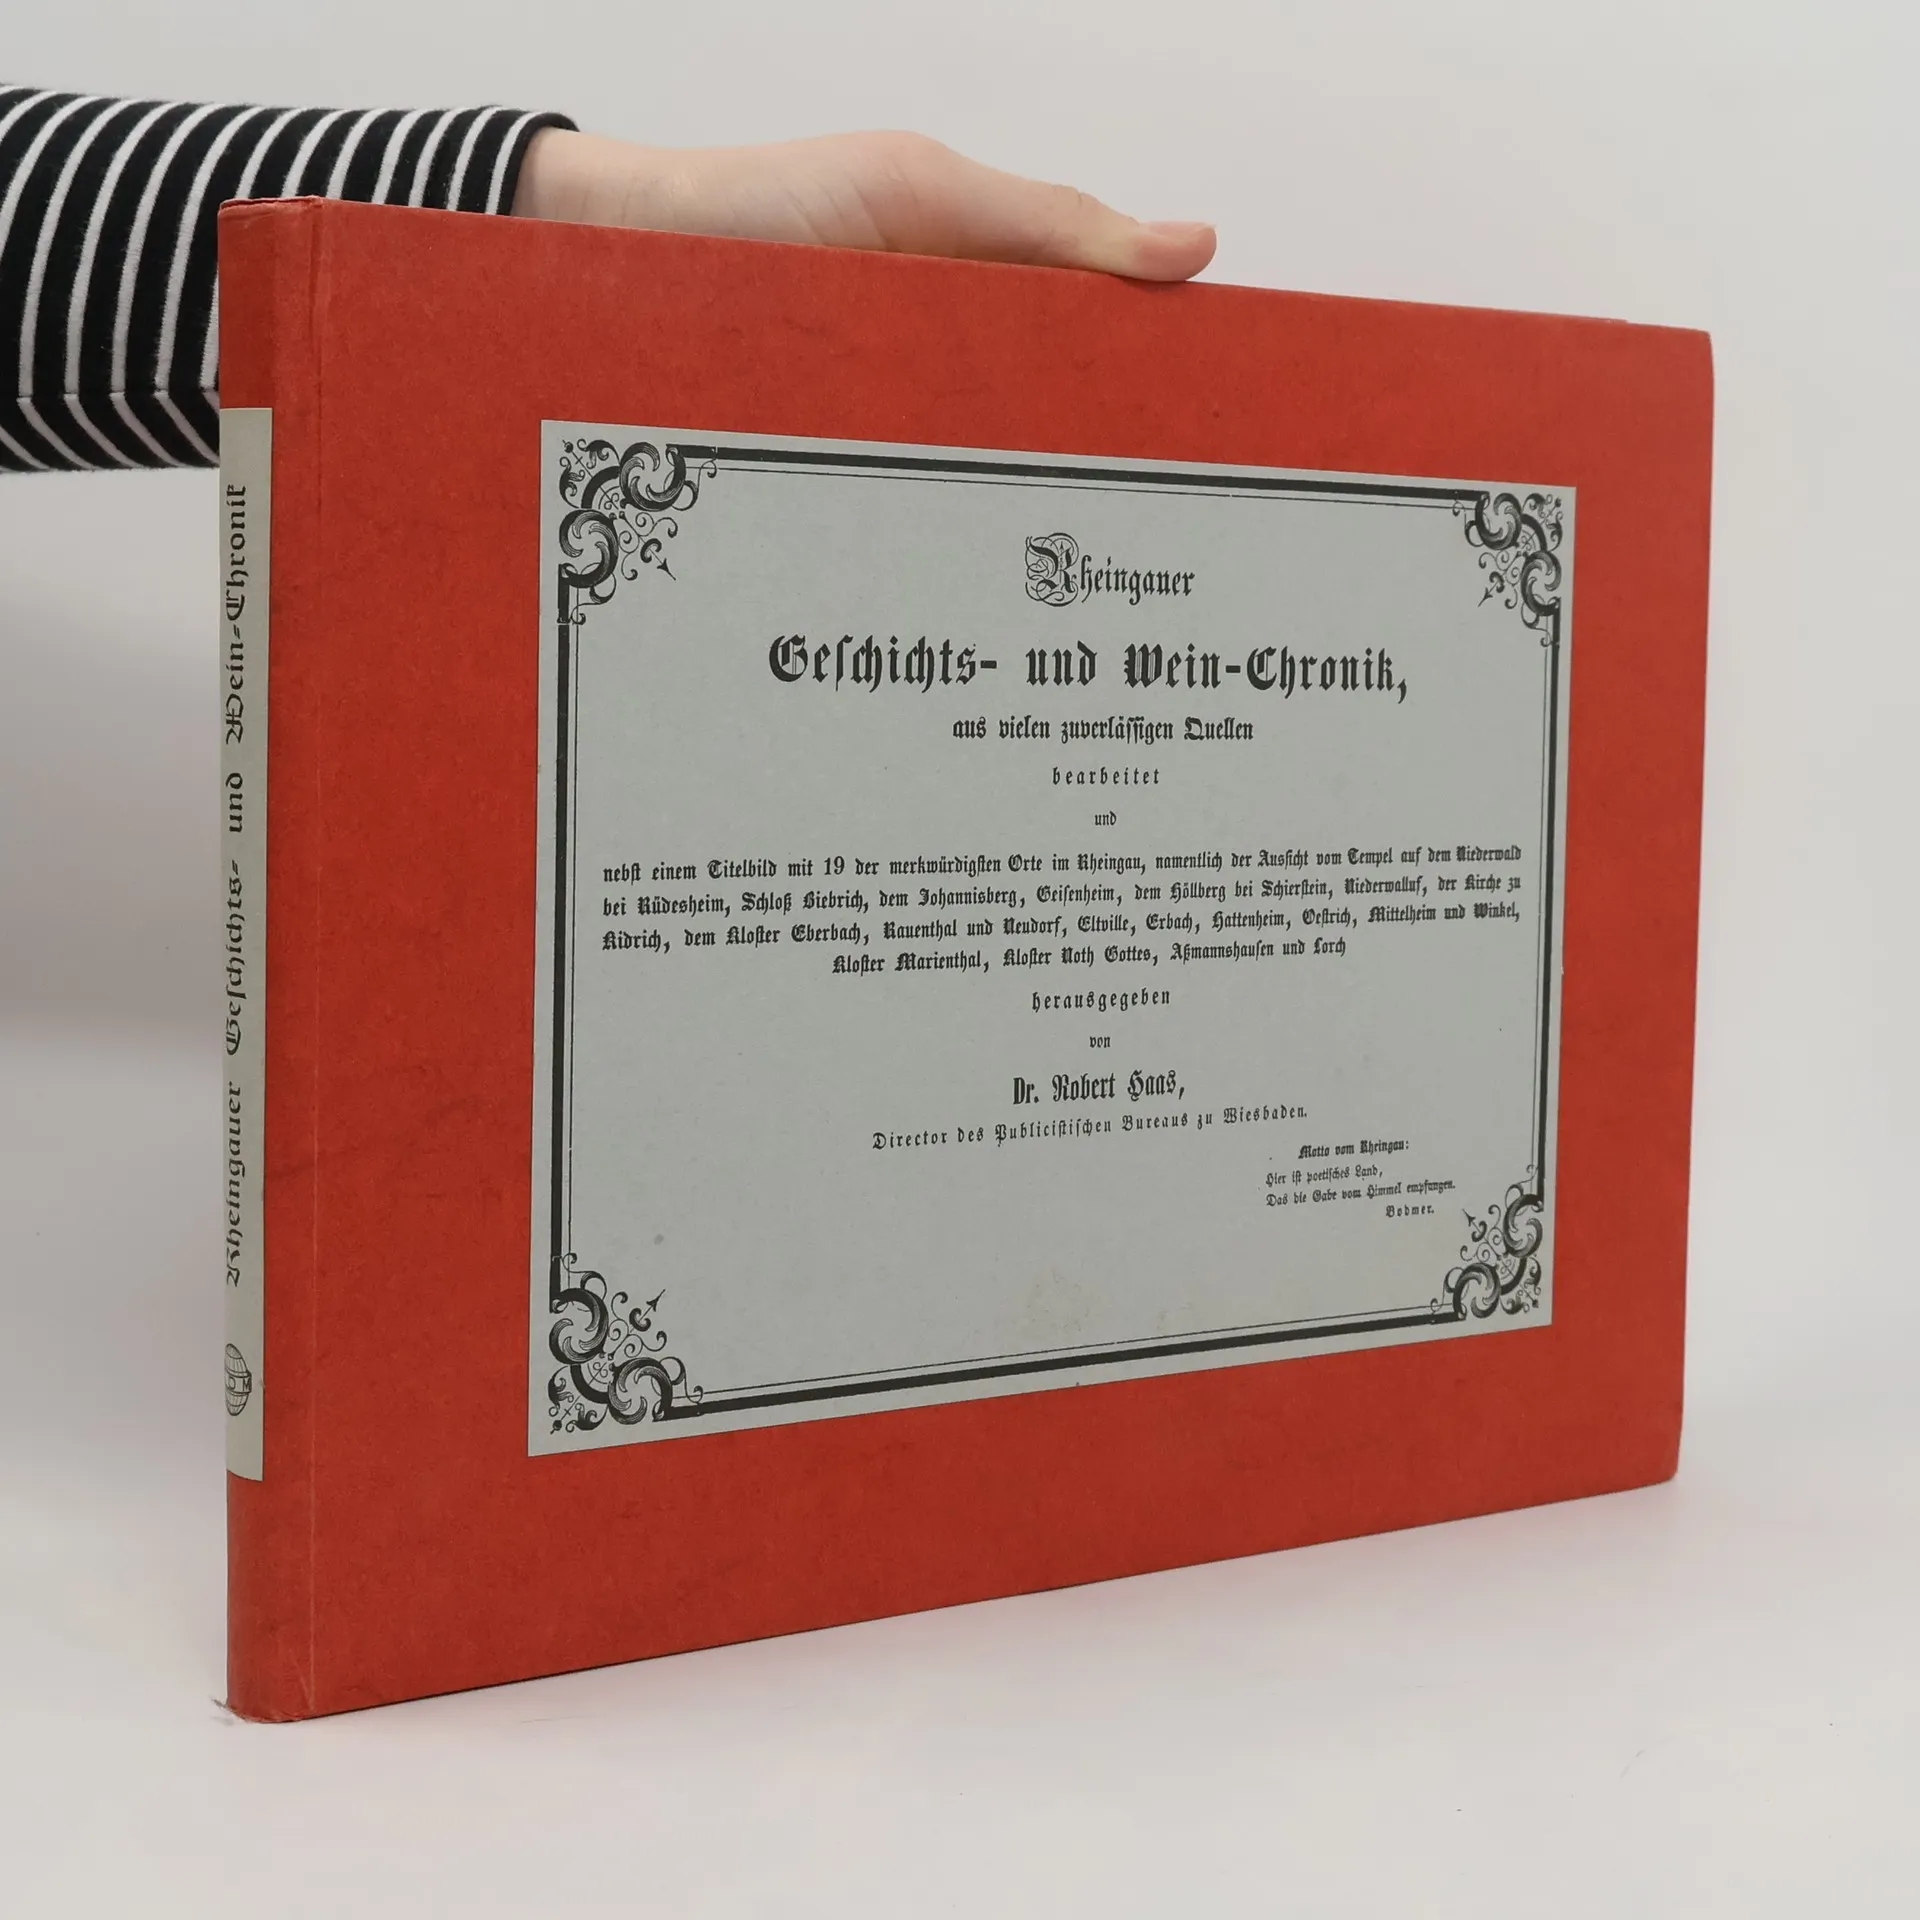 Rheingauer Geschichts- und Wein-Chronik
Rheingauer
Geschichts- und Wein-Chronik,
aus vielen zuverlässigen Quellen
bearbeitet
und
nebst einem Titelbild mit 19 der merkwürdigsten Orte im Rheingau, namentlich der Aussicht vom Tempel auf dem Niederwald
bei Rüdesheim, Schloß Biebrich, dem Johannisberg, Geisenheim, dem Höllberg bei Schierstein, Niederwalluf, der Kirche zu
Kidrich, dem Kloster Eberbach, Rauenthal und Neudorf, Eltville, Erbach, Hattenheim, Oestrich, Mittelheim und Winkel,
Kloster Marienthal, Kloster Noth Gottes, Aßmannshausen und Lorch
herausgegeben
von
Dr. Robert Haas,
Director des Publicistischen Bureaus zu Wiesbaden.
Motto vom Rheingau:
Hier ist poetisches Land,
Das die Gabe vom Himmel empfangen.
Bodmer.